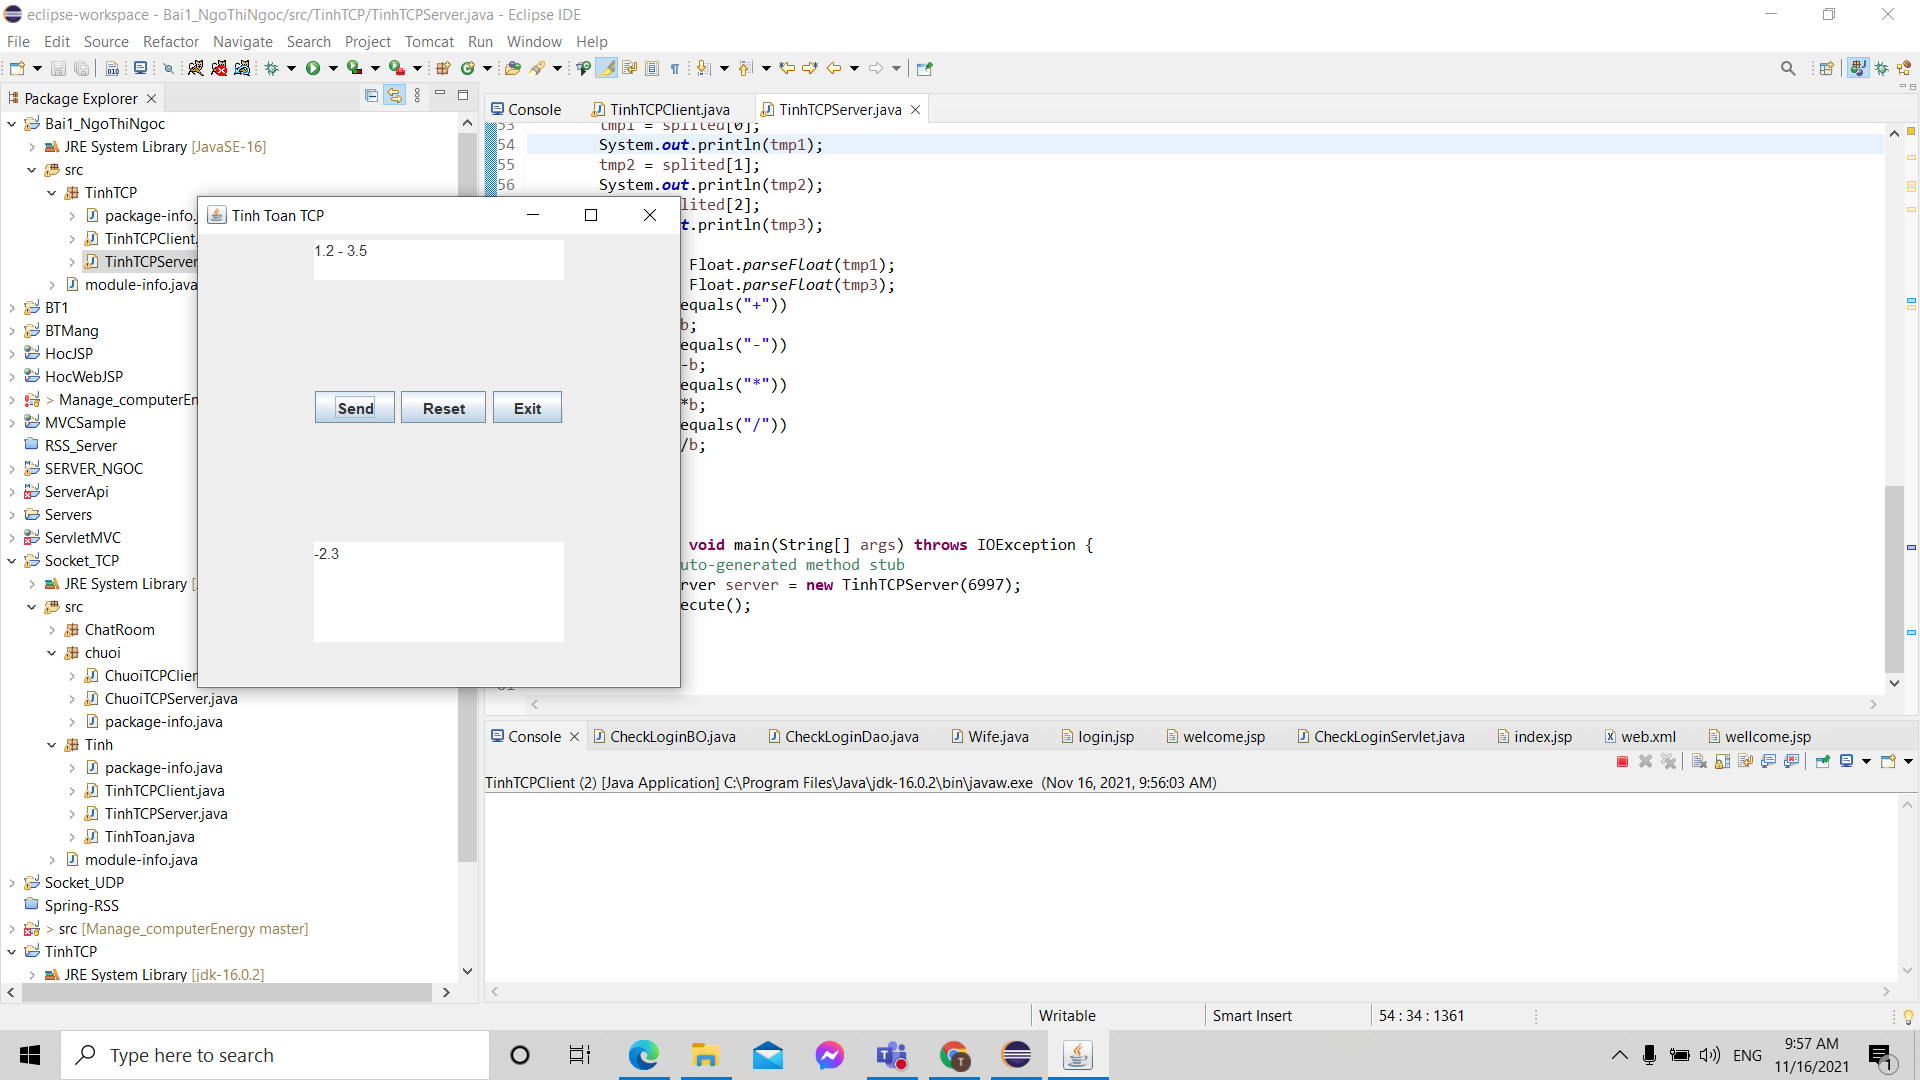 eclipse-workspace - Bai1_NgoThiNgoc/src/TinhTCP/TinhTCPServer.java - Eclipse IDE
File Edit Source Refactor Navigate Search Project Tomcat Run Window Help
Package Explorer
Bai1_NgoThiNgoc
JRE System Library [JavaSE-16]
src
TinhTCP
package-info.
TinhTCPClient.
TinhTCPServer
module-info.java
BT1
BTMang
HocJSP
HocWebJSP
> Manage_computerEn
MVCSample
RSS_Server
SERVER_NGOC
ServerApi
Servers
ServletMVC
Socket_TCP
JRE System Library [
src
ChatRoom
chuoi
ChuoiTCPClier
ChuoiTCPServer.java
package-info.java
Tinh
package-info.java
TinhTCPClient.java
TinhTCPServer.java
TinhToan.java
module-info.java
Socket_UDP
Spring-RSS
> src [Manage_computerEnergy master]
TinhTCP
JRE System Library [jdk-16.0.2]
Tinh Toan TCP
1.2 - 3.5
Send Reset Exit
-2.3
Console TinhTCPClient.java TinhTCPServer.java
53 tmp1 = splited[0];
54 System.out.println(tmp1);
55 tmp2 = splited[1];
56 System.out.println(tmp2);
lited[2];
t.println(tmp3);
Float.parseFloat(tmp1);
Float.parseFloat(tmp3);
equals("+"))
b;
equals("-"))
-b;
equals("*"))
*b;
equals("/"))
/b;
void main(String[] args) throws IOException {
uto-generated method stub
rver server = new TinhTCPServer(6997);
ecute();
Console CheckLoginBO.java CheckLoginDao.java Wife.java login.jsp welcome.jsp CheckLoginServlet.java index.jsp web.xml wellcome.jsp
TinhTCPClient (2) [Java Application] C:\Program Files\Java\jdk-16.0.2\bin\javaw.exe (Nov 16, 2021, 9:56:03 AM)
Writable Smart Insert 54 : 34 : 1361
Type here to search
ENG
9:57 AM
11/16/2021
1